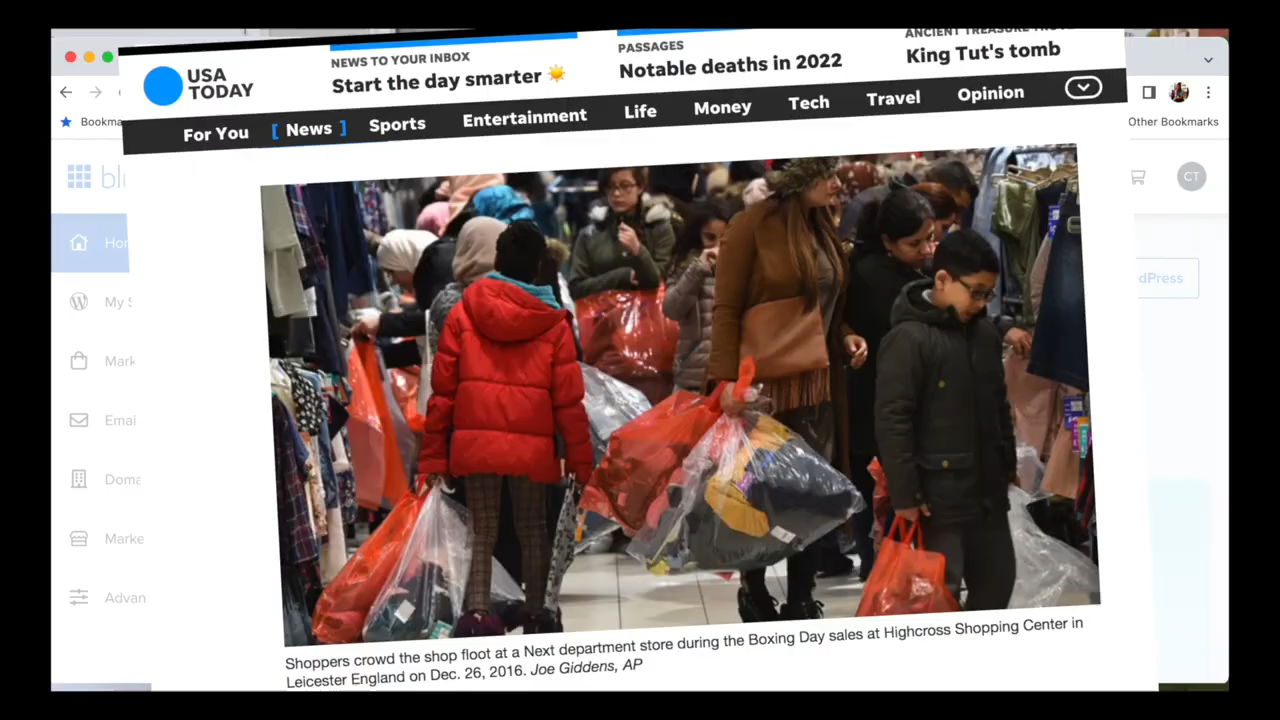 NEWS TO YOUR INBOX
Start the day smarter
PASSAGES
Notable deaths in 2022
King Tut's tomb
USA
TODAY
For You
[ News ]
Sports
Entertainment
Life
Money
Tech
Travel
Opinion
Other Bookmarks
CT
Shoppers crowd the shop floot at a Next department store during the Boxing Day sales at Highcross Shopping Center in
Leicester England on Dec. 26, 2016. Joe Giddens, AP